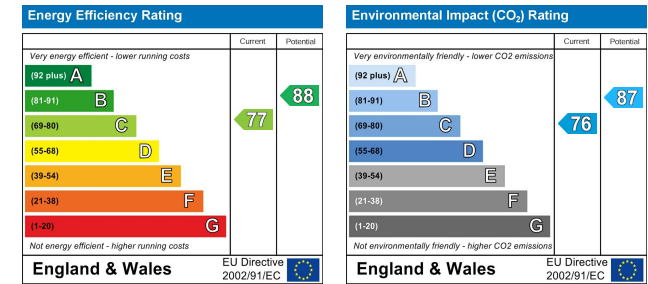 Energy Efficiency Rating
Current Potential
Very energy efficient - lower running costs
(92 plus) A
(81-91) B
88
(69-80) C
77
(55-68) D
(39-54) E
(21-38) F
(1-20) G
Not energy efficient - higher running costs
England & Wales
EU Directive
2002/91/EC
Environmental Impact (CO₂) Rating
Current Potential
Very environmentally friendly - lower CO2 emissions
(92 plus) A
(81-91) B
87
(69-80) C
76
(55-68) D
(39-54) E
(21-38) F
(1-20) G
Not environmentally friendly - higher CO2 emissions
England & Wales
EU Directive
2002/91/EC